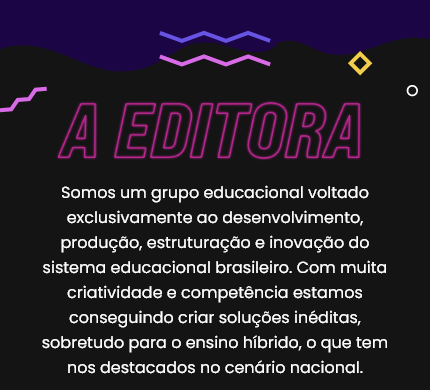 A EDITORA
Somos um grupo educacional voltado
exclusivamente ao desenvolvimento,
produção, estruturação e inovação do
sistema educacional brasileiro. Com muita
criatividade e competência estamos
conseguindo criar soluções inéditas,
sobretudo para o ensino híbrido, o que tem
nos destacados no cenário nacional.